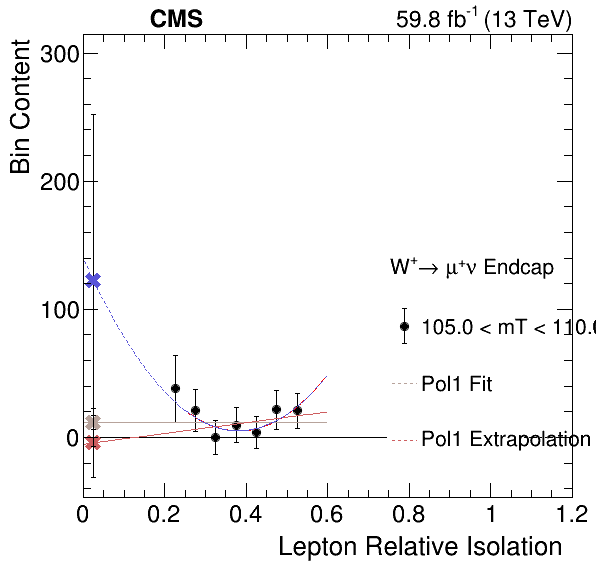 CMS 59.8 fb⁻¹ (13 TeV)
Bin Content
300
200
100
0
W⁺→ μ⁺ν Endcap
105.0 < mT < 110.0
Pol1 Fit
Pol1 Extrapolation
0 0.2 0.4 0.6 0.8 1 1.2
Lepton Relative Isolation